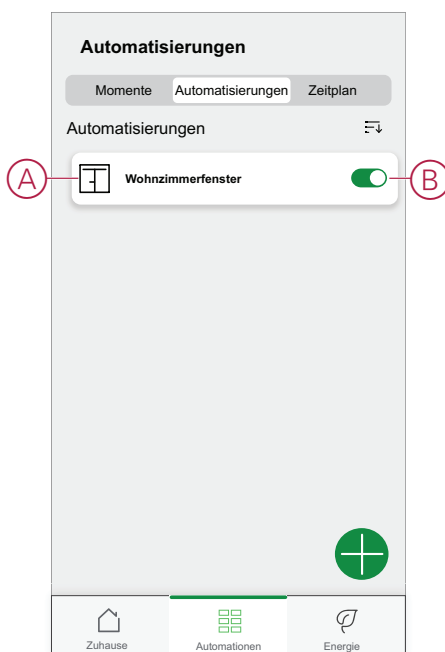 Automatisierungen
Momente Automatisierungen Zeitplan
Automatisierungen
A Wohnzimmerfenster B
Zuhause Automationen Energie